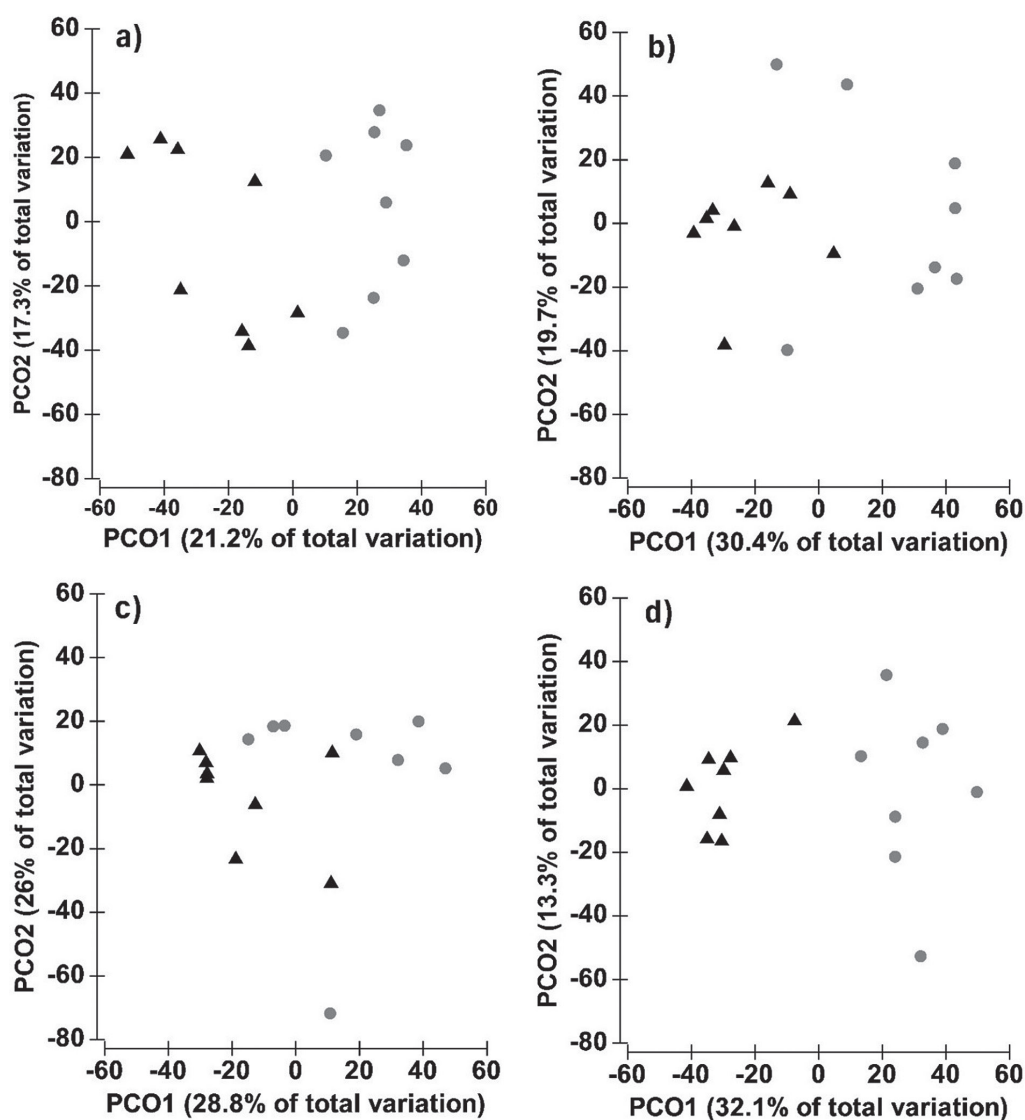 a)
60
40
20
0
-20
-40
-60
-80
PCO2 (17.3% of total variation)
-60 -40 -20 0 20 40 60
PCO1 (21.2% of total variation)
b)
60
40
20
0
-20
-40
-60
-80
PCO2 (19.7% of total variation)
-60 -40 -20 0 20 40 60
PCO1 (30.4% of total variation)
c)
60
40
20
0
-20
-40
-60
-80
PCO2 (26% of total variation)
-60 -40 -20 0 20 40 60
PCO1 (28.8% of total variation)
d)
60
40
20
0
-20
-40
-60
-80
PCO2 (13.3% of total variation)
-60 -40 -20 0 20 40 60
PCO1 (32.1% of total variation)